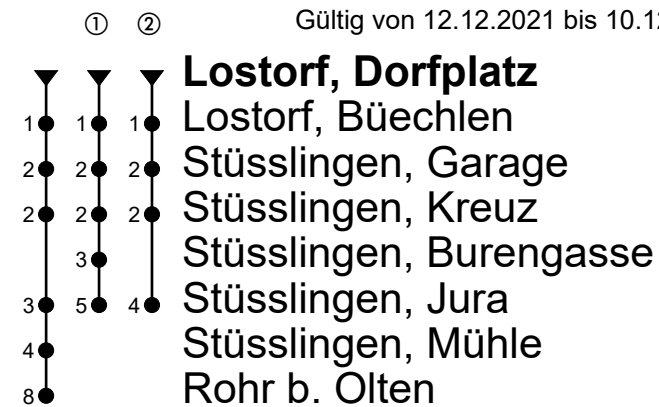 ① ② Gültig von 12.12.2021 bis 10.12
Lostorf, Dorfplatz
1 1 1 Lostorf, Büechlen
2 2 2 Stüsslingen, Garage
2 2 2 Stüsslingen, Kreuz
3 Stüsslingen, Burengasse
3 5 4 Stüsslingen, Jura
4 Stüsslingen, Mühle
8 Rohr b. Olten